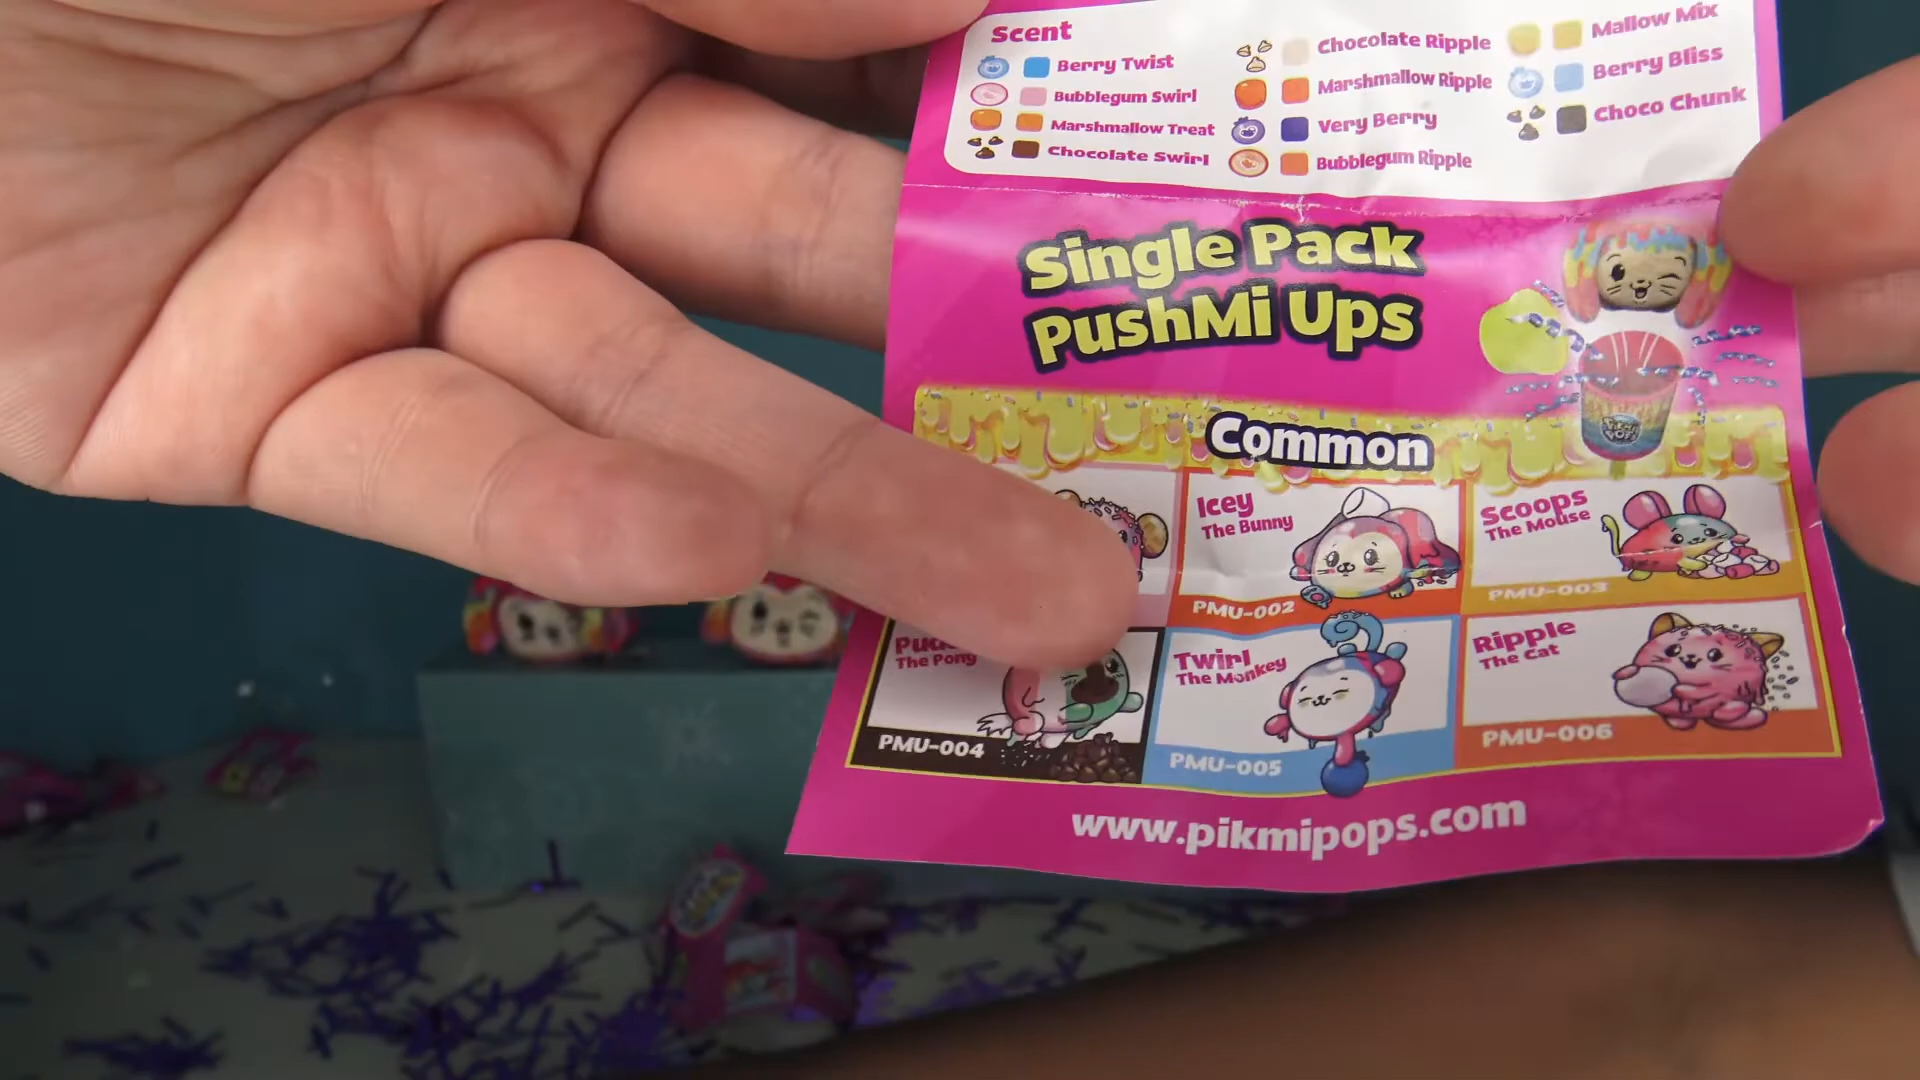 Scent
Berry Twist
Bubblegum Swirl
Marshmallow Treat
Chocolate Swirl
Chocolate Ripple
Marshmallow Ripple
Very Berry
Bubblegum Ripple
Mallow Mix
Berry Bliss
Choco Chunk
Single Pack
PushMi Ups
Common
Icey
The Bunny
PMU-002
Scoops
The Mouse
PMU-003
The Pony
PMU-004
Twirl
The Monkey
PMU-005
Ripple
The Cat
PMU-006
www.pikmipops.com